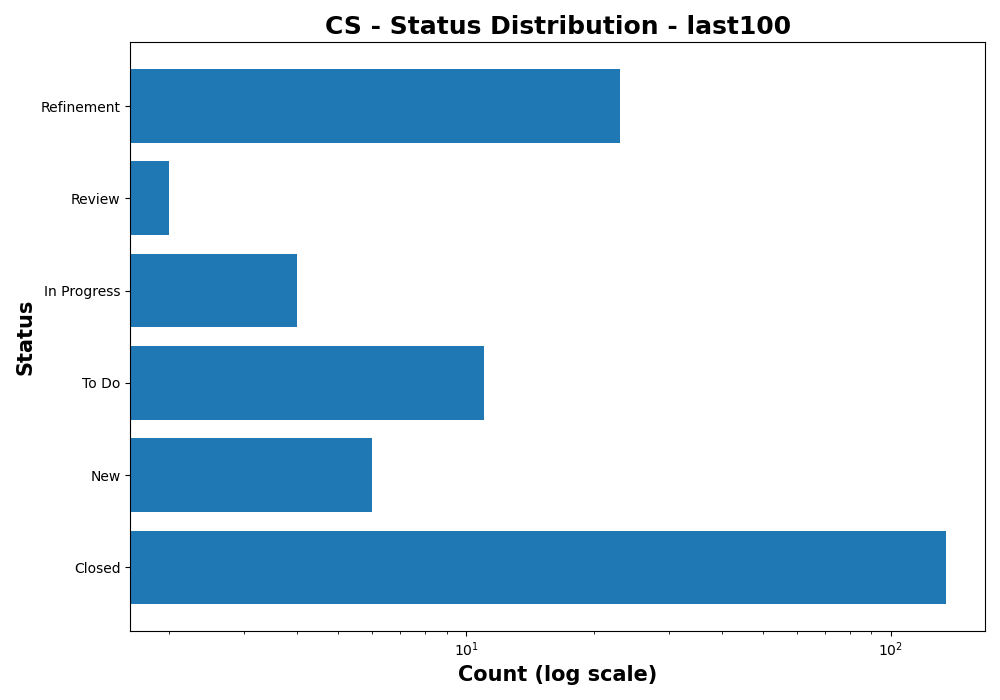 CS - Status Distribution - last100
Refinement
Review
In Progress
To Do
New
Closed
Status
10¹
10²
Count (log scale)